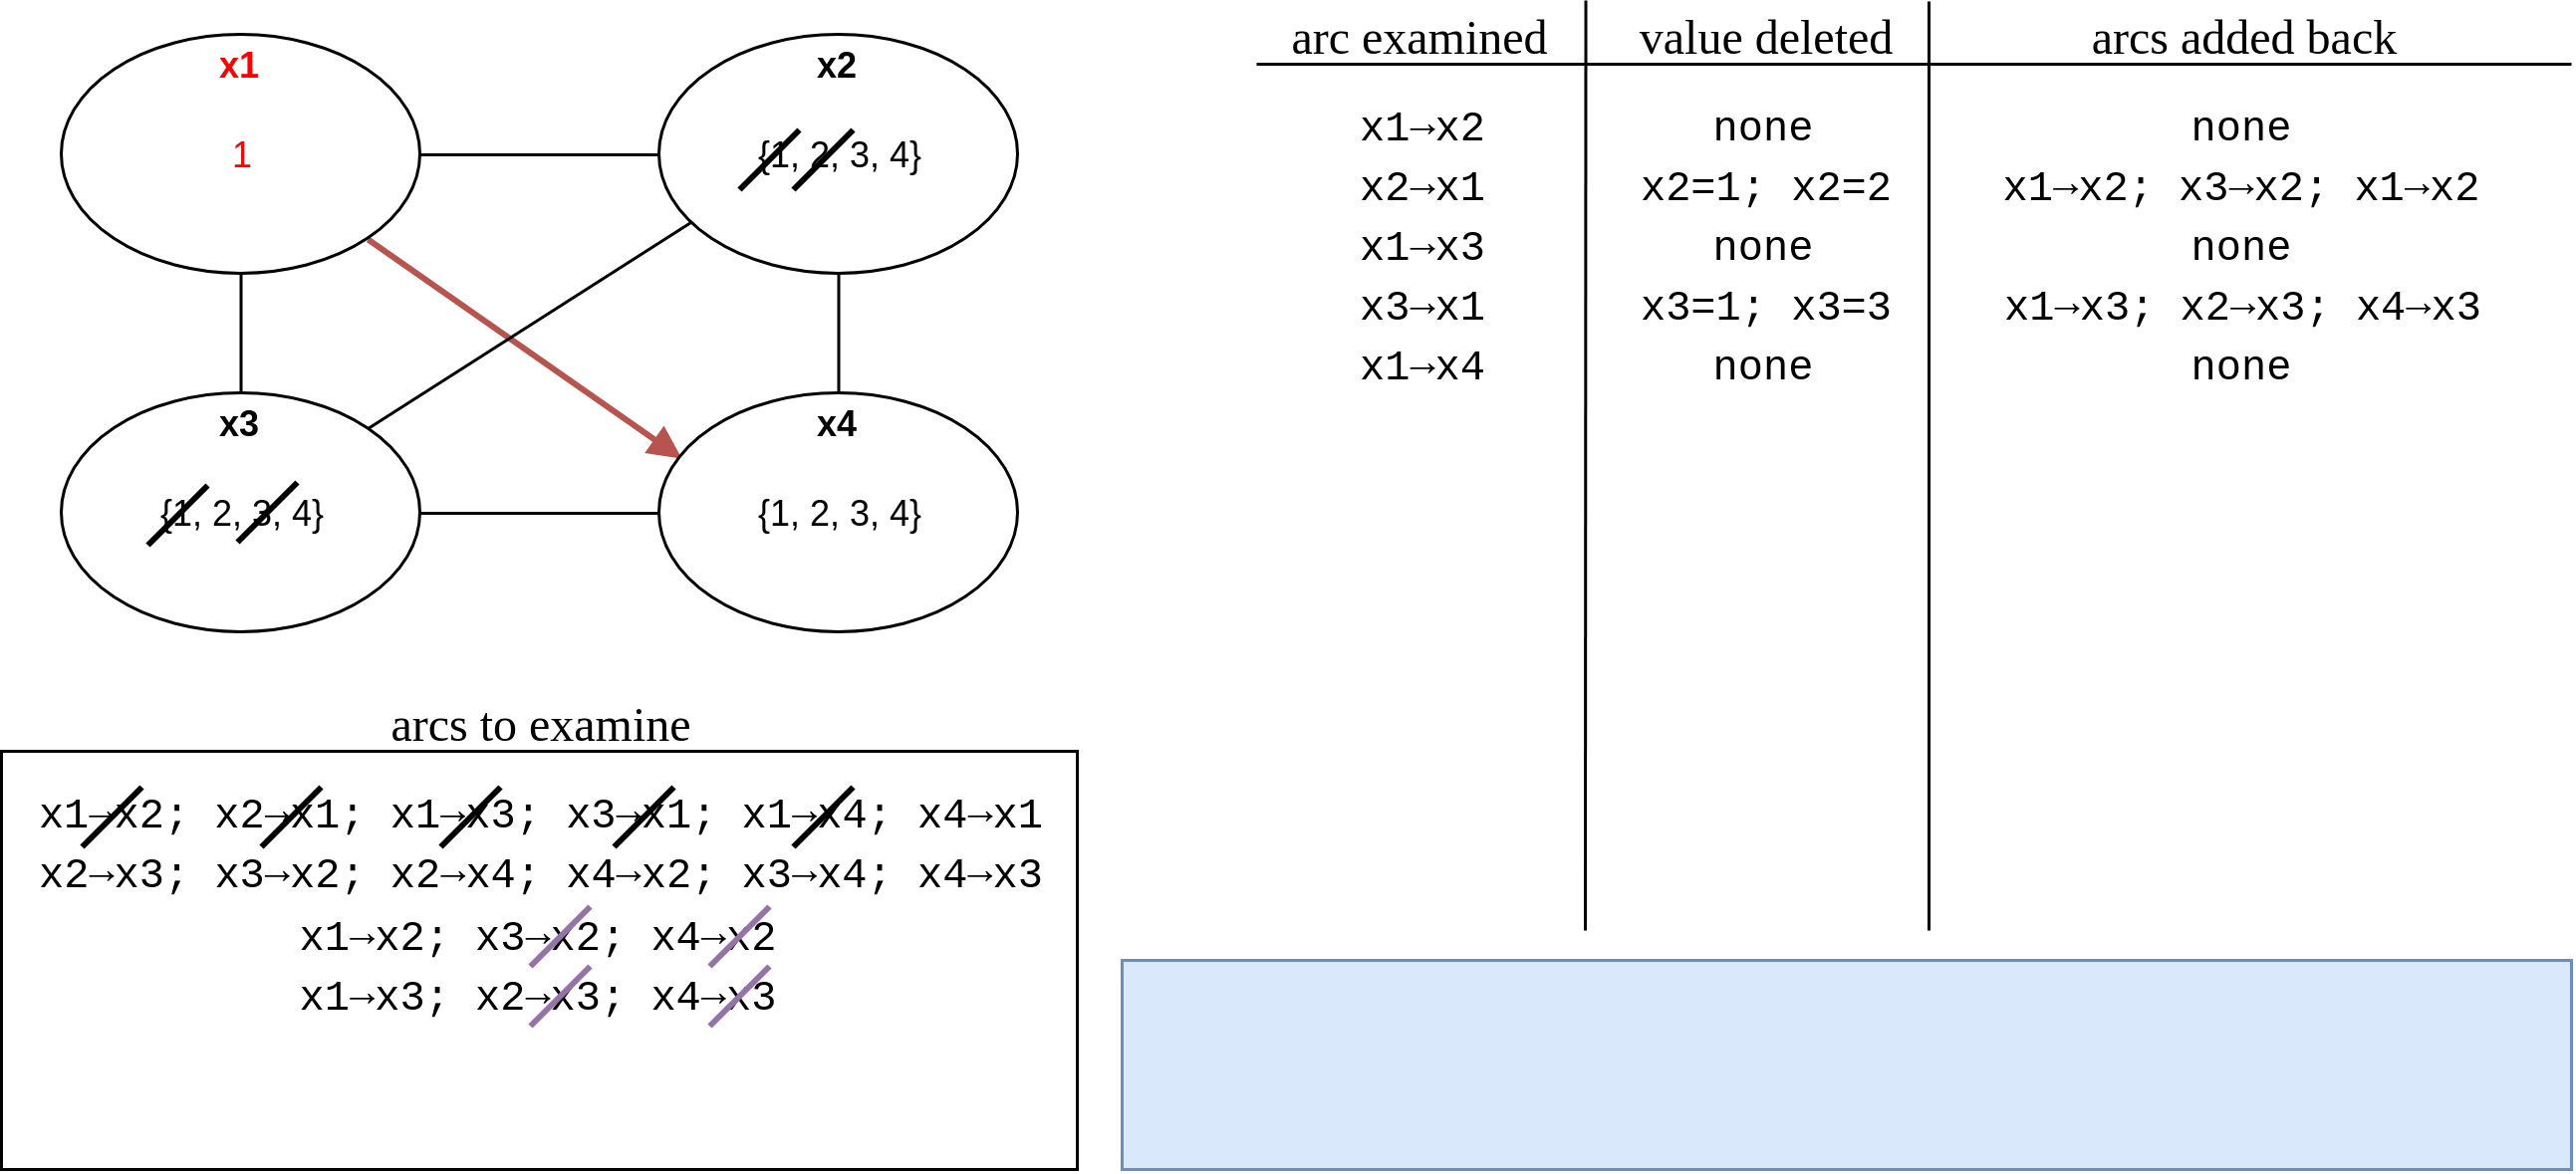 x1
1
x2
{1, 2, 3, 4}
x3
{1, 2, 3, 4}
x4
{1, 2, 3, 4}
arcs to examine
x1→x2; x2→x1; x1→x3; x3→x1; x1→x4; x4→x1
x2→x3; x3→x2; x2→x4; x4→x2; x3→x4; x4→x3
x1→x2; x3→x2; x4→x2
x1→x3; x2→x3; x4→x3
arc examined value deleted arcs added back
x1→x2 none none
x2→x1 x2=1; x2=2 x1→x2; x3→x2; x1→x2
x1→x3 none none
x3→x1 x3=1; x3=3 x1→x3; x2→x3; x4→x3
x1→x4 none none